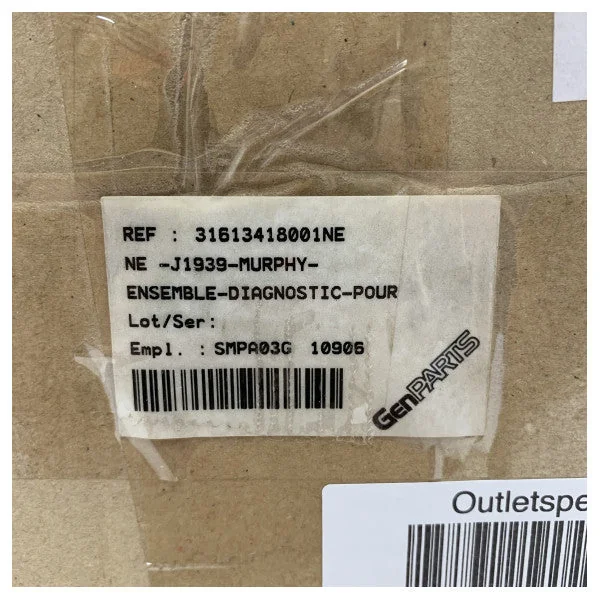 REF : 31613418001NE
NE -J1939-MURPHY-
ENSEMBLE-DIAGNOSTIC-POUR
Lot/Ser:
Empl. : SMPA03G 10906
GenPARTS
Outletspe